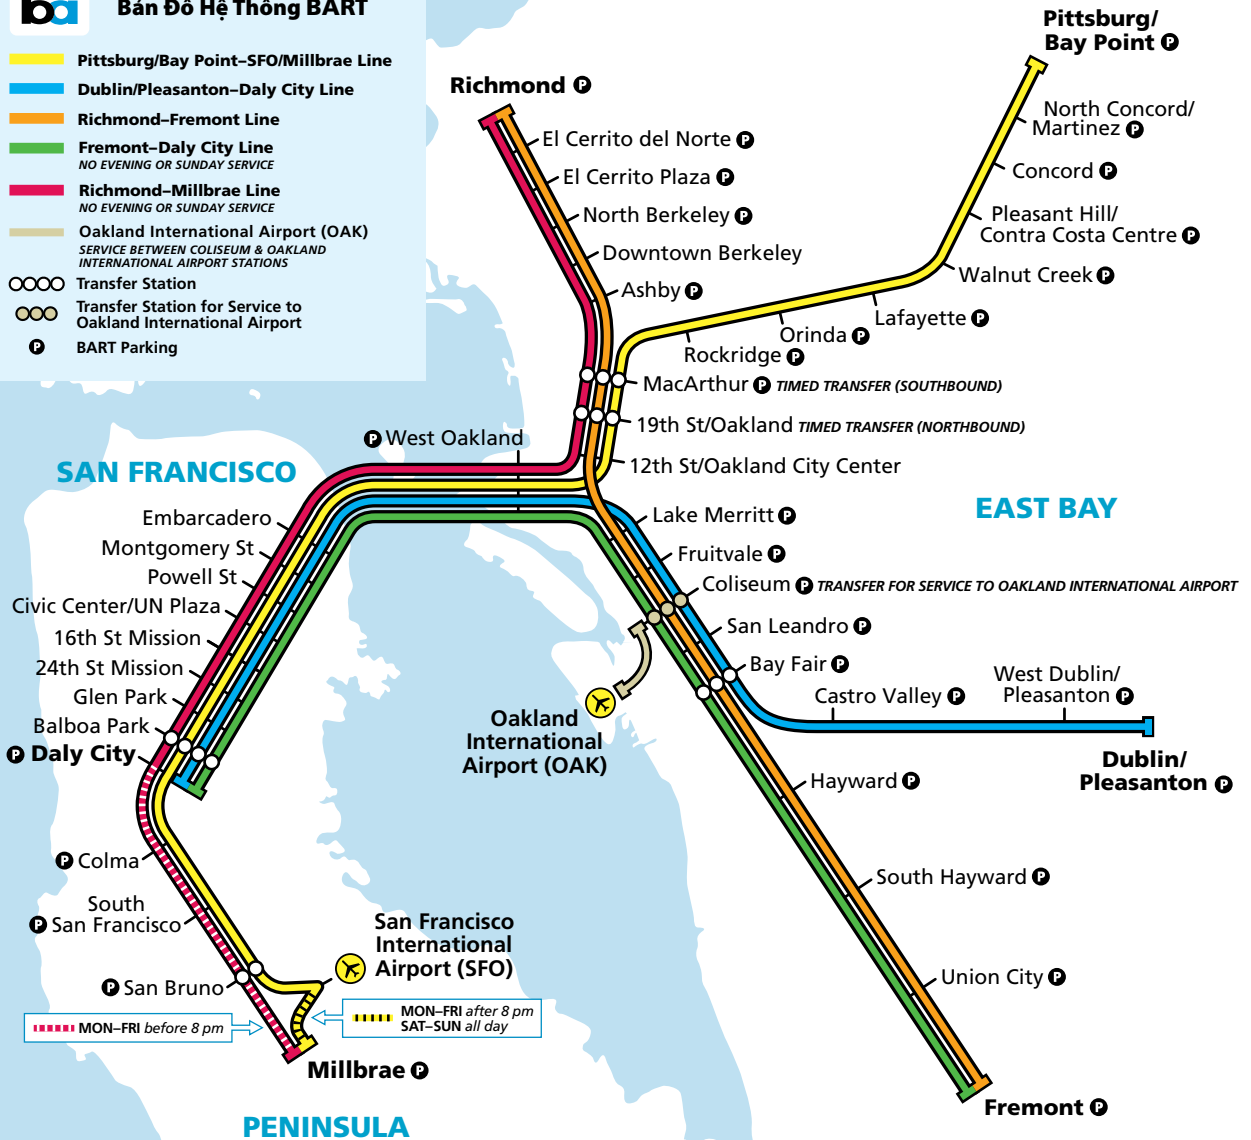 ba
Bản Đồ Hệ Thống BART
Pittsburg/Bay Point–SFO/Millbrae Line
Dublin/Pleasanton–Daly City Line
Richmond–Fremont Line
Fremont–Daly City Line
NO EVENING OR SUNDAY SERVICE
Richmond–Millbrae Line
NO EVENING OR SUNDAY SERVICE
Oakland International Airport (OAK)
SERVICE BETWEEN COLISEUM & OAKLAND
INTERNATIONAL AIRPORT STATIONS
Transfer Station
Transfer Station for Service to
Oakland International Airport
P BART Parking
Pittsburg/
Bay Point P
Richmond P
North Concord/
Martinez P
El Cerrito del Norte P
Concord P
El Cerrito Plaza P
North Berkeley P
Pleasant Hill/
Contra Costa Centre P
Downtown Berkeley
Walnut Creek P
Ashby P
Lafayette P
Orinda P
Rockridge P
MacArthur P TIMED TRANSFER (SOUTHBOUND)
19th St/Oakland TIMED TRANSFER (NORTHBOUND)
P West Oakland
12th St/Oakland City Center
SAN FRANCISCO
EAST BAY
Embarcadero
Lake Merritt P
Montgomery St
Fruitvale P
Powell St
Coliseum P TRANSFER FOR SERVICE TO OAKLAND INTERNATIONAL AIRPORT
Civic Center/UN Plaza
San Leandro P
16th St Mission
24th St Mission
Bay Fair P
Glen Park
Castro Valley P
West Dublin/
Pleasanton P
Balboa Park
P Daly City
Oakland
International
Airport (OAK)
Dublin/
Pleasanton P
Hayward P
P Colma
South Hayward P
South
P San Francisco
San Francisco
International
Airport (SFO)
P San Bruno
Union City P
MON–FRI before 8 pm
MON–FRI after 8 pm
SAT–SUN all day
Millbrae P
Fremont P
PENINSULA